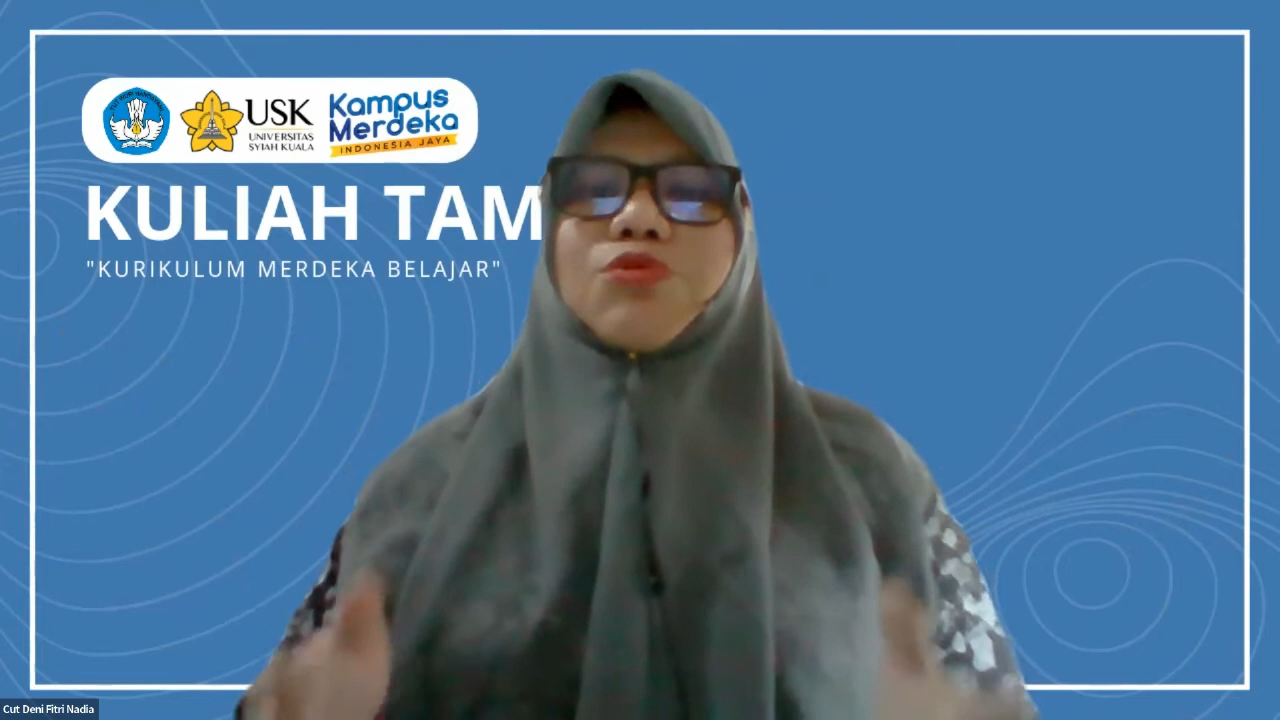 USK
UNIVERSITAS
SYIAH KUALA
Kampus
Merdeka
INDONESIA JAYA
KULIAH TAM
"KURIKULUM MERDEKA BELAJAR"
Cut Deni Fitri Nadia